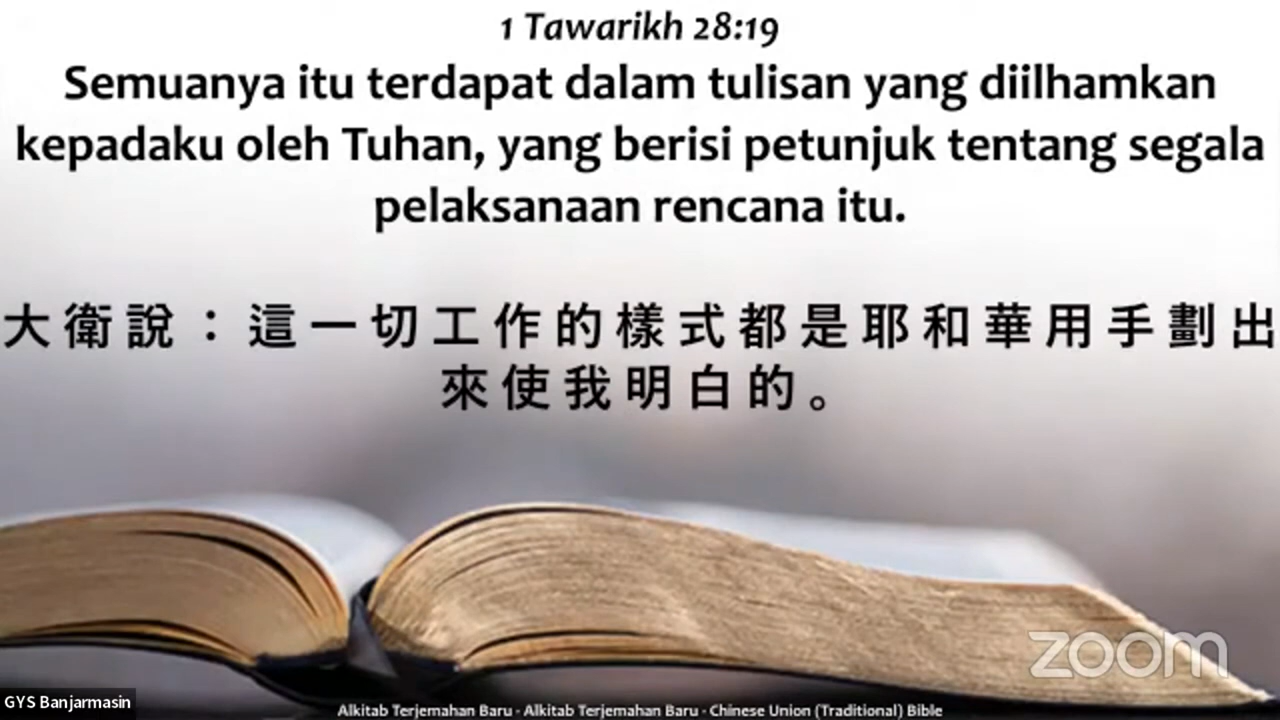 1 Tawarikh 28:19
Semuanya itu terdapat dalam tulisan yang diilhamkan
kepadaku oleh Tuhan, yang berisi petunjuk tentang segala
pelaksanaan rencana itu.
大衛說：這一切工作的樣式都是耶和華用手劃出
來使我明白的。
zoom
GYS Banjarmasin
Alkitab Terjemahan Baru - Alkitab Terjemahan Baru - Chinese Union (Traditional) Bible